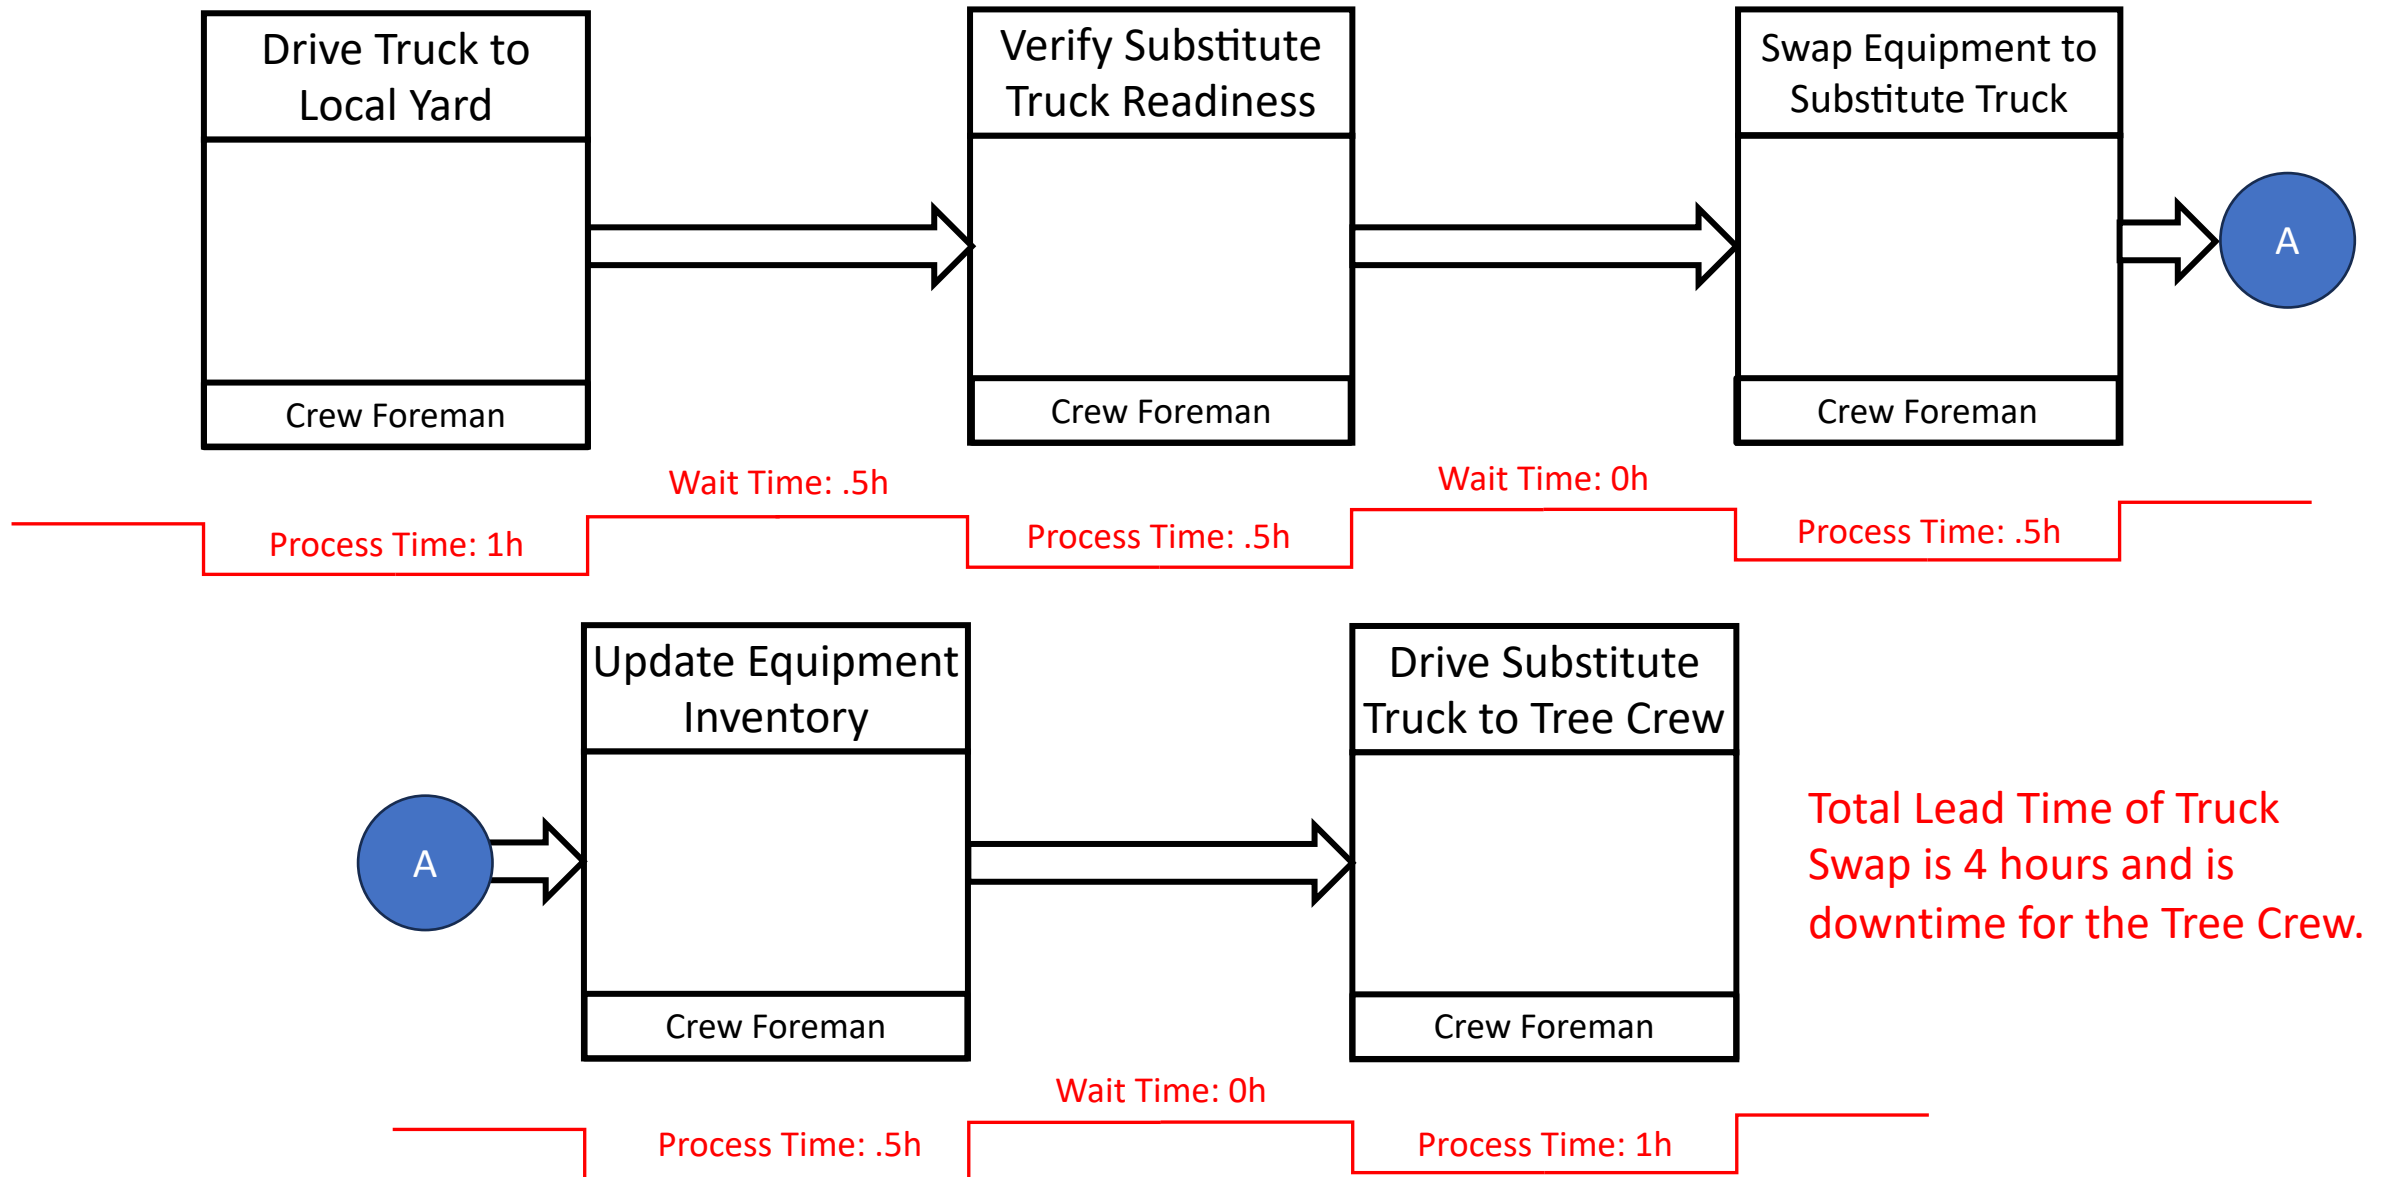 Drive Truck to
Local Yard
Crew Foreman
Verify Substitute
Truck Readiness
Crew Foreman
Swap Equipment to
Substitute Truck
Crew Foreman
A
Wait Time: .5h
Wait Time: 0h
Process Time: 1h
Process Time: .5h
Process Time: .5h
A
Update Equipment
Inventory
Crew Foreman
Drive Substitute
Truck to Tree Crew
Crew Foreman
Total Lead Time of Truck
Swap is 4 hours and is
downtime for the Tree Crew.
Wait Time: 0h
Process Time: .5h
Process Time: 1h